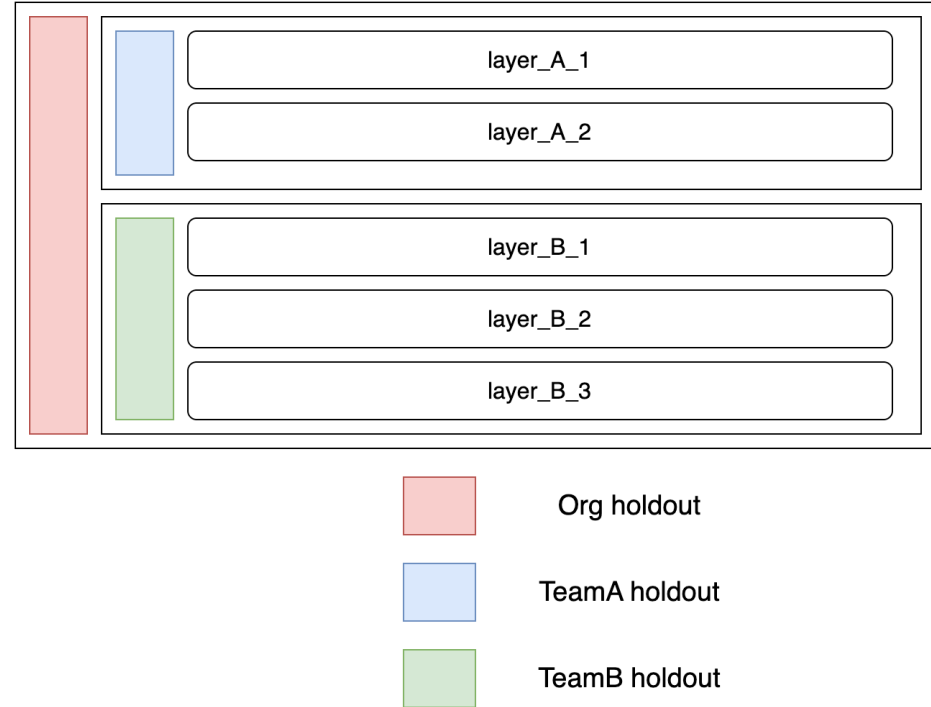 layer_A_1
layer_A_2
layer_B_1
layer_B_2
layer_B_3
Org holdout
TeamA holdout
TeamB holdout